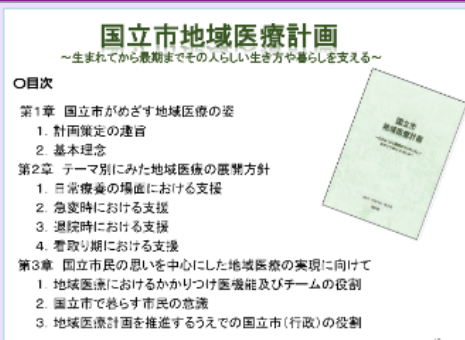 国立市地域医療計画
～生まれてから最期までその人らしい生き方や暮らしを支える～
○目次
第1章 国立市がめざす地域医療の姿
1. 計画策定の趣旨
2. 基本理念
第2章 テーマ別にみた地域医療の展開方針
1. 日常療養の場面における支援
2. 急変時における支援
3. 退院時における支援
4. 看取り期における支援
第3章 国立市民の思いを中心にした地域医療の実現に向けて
1. 地域医療におけるかかりつけ医機能及びチームの役割
2. 国立市で暮らす市民の意識
3. 地域医療計画を推進するうえでの国立市(行政)の役割
国立市
地域医療計画